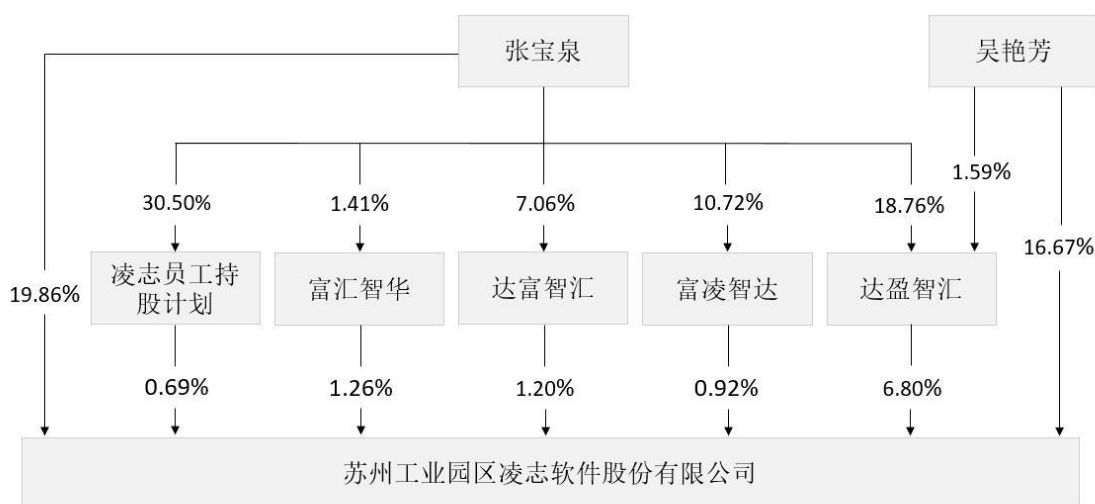 张宝泉
吴艳芳
1.59%
30.50%
1.41%
7.06%
10.72%
18.76%
16.67%
19.86%
凌志员工持
股计划
富汇智华
达富智汇
富凌智达
达盈智汇
0.69%
1.26%
1.20%
0.92%
6.80%
苏州工业园区凌志软件股份有限公司